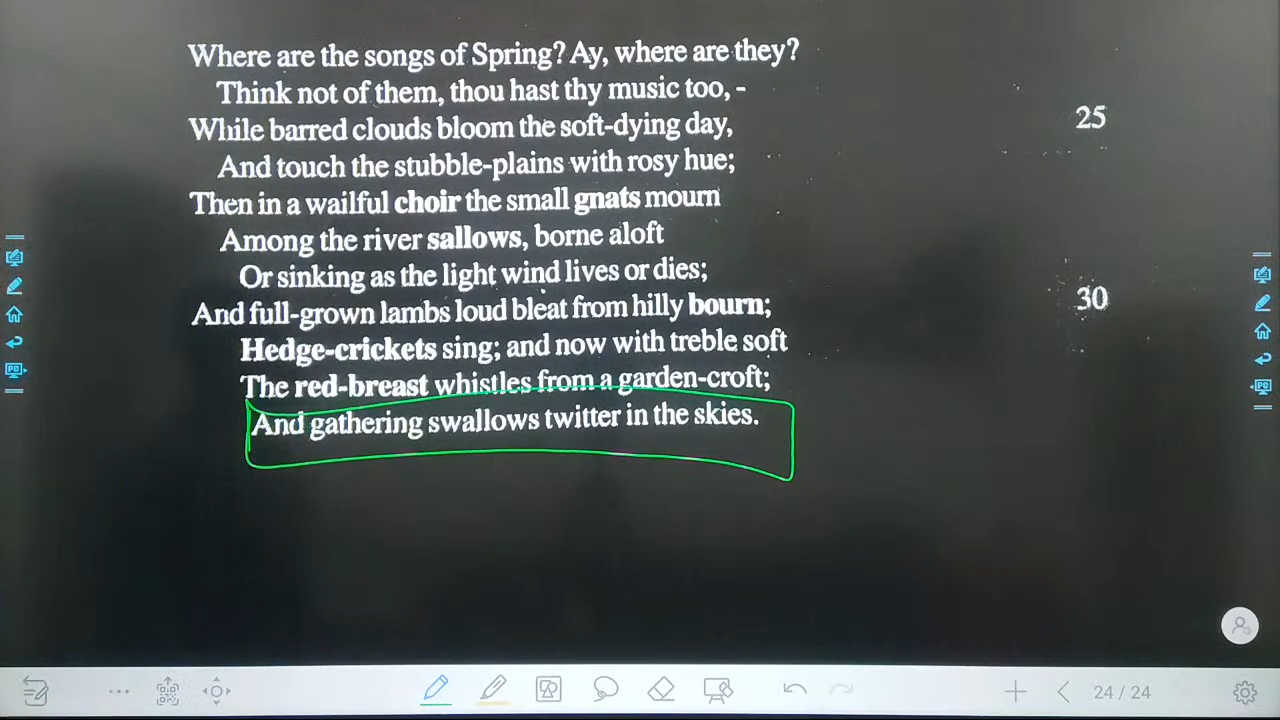 Where are the songs of Spring? Ay, where are they?
Think not of them, thou hast thy music too, -
While barred clouds bloom the soft-dying day,
25
And touch the stubble-plains with rosy hue;
Then in a wailful choir the small gnats mourn
Among the river sallows, borne aloft
Or sinking as the light wind lives or dies;
And full-grown lambs loud bleat from hilly bourn;
30
Hedge-crickets sing; and now with treble soft
The red-breast whistles from a garden-croft;
And gathering swallows twitter in the skies.
24 / 24